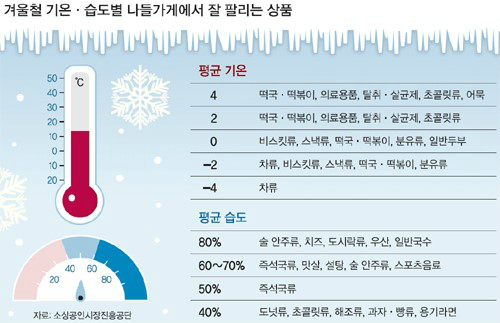 겨울철 기온·습도별 나들가게에서 잘 팔리는 상품
℃
50
40
30
20
10
0
10
20
평균 기온
4 떡국·떡볶이, 의료용품, 탈취·살균제, 초콜릿류, 어묵
2 떡국·떡볶이, 의료용품, 탈취·살균제, 초콜릿류
0 비스킷류, 스낵류, 떡국·떡볶이, 분유류, 일반두부
−2 차류, 비스킷류, 스낵류, 떡국·떡볶이, 분유류
−4 차류
평균 습도
80% 술 안주류, 치즈, 도시락류, 우산, 일반국수
60~70% 즉석국류, 맛살, 설탕, 술 안주류, 스포츠음료
50% 즉석국류
40% 도넛류, 초콜릿류, 해조류, 과자·빵류, 용기라면
20 40 60 80
자료: 소상공인시장진흥공단